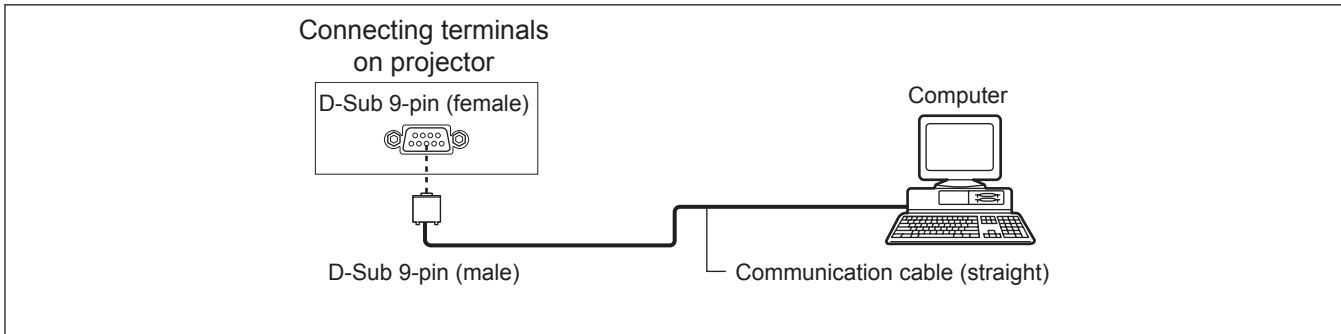 Connecting terminals
on projector
D-Sub 9-pin (female)
Computer
D-Sub 9-pin (male)
Communication cable (straight)